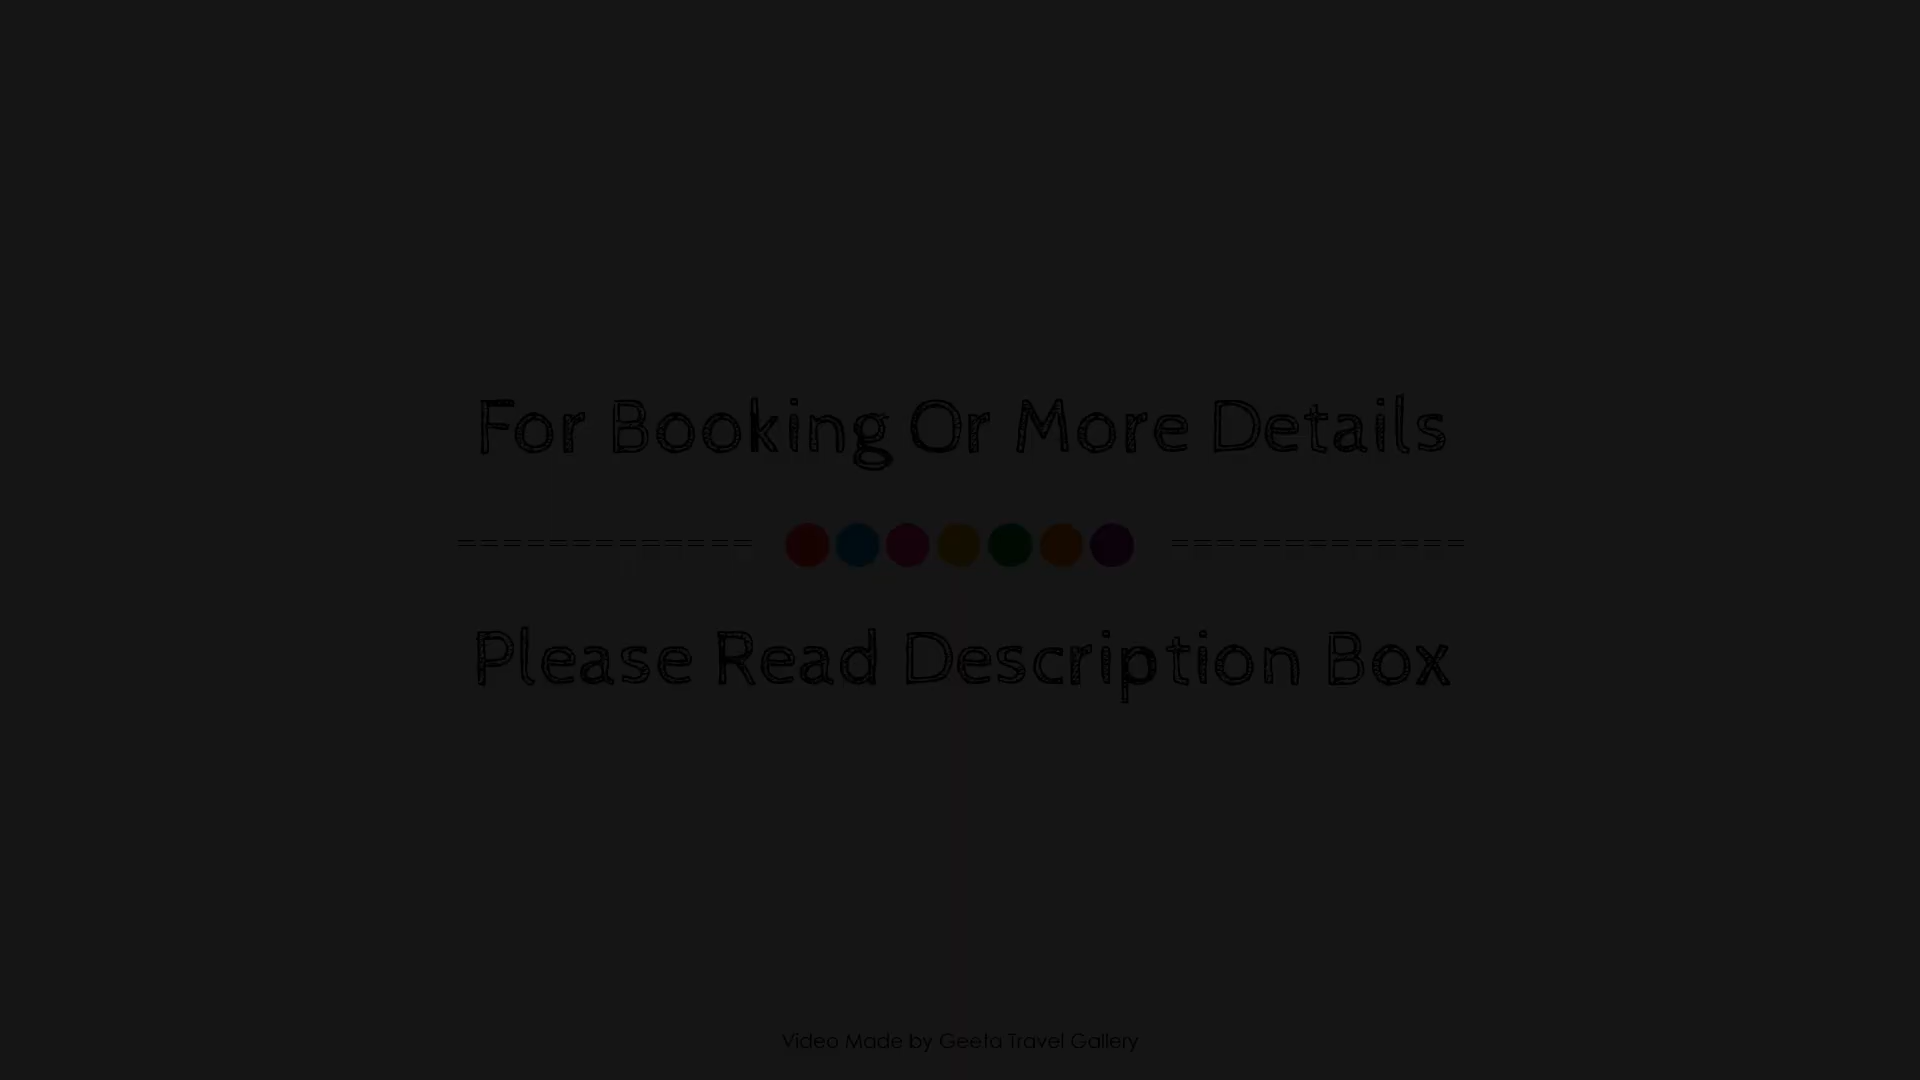 For Booking Or More Details
============= =============
Please Read Description Box
Video Made by Geeta Travel Gallery